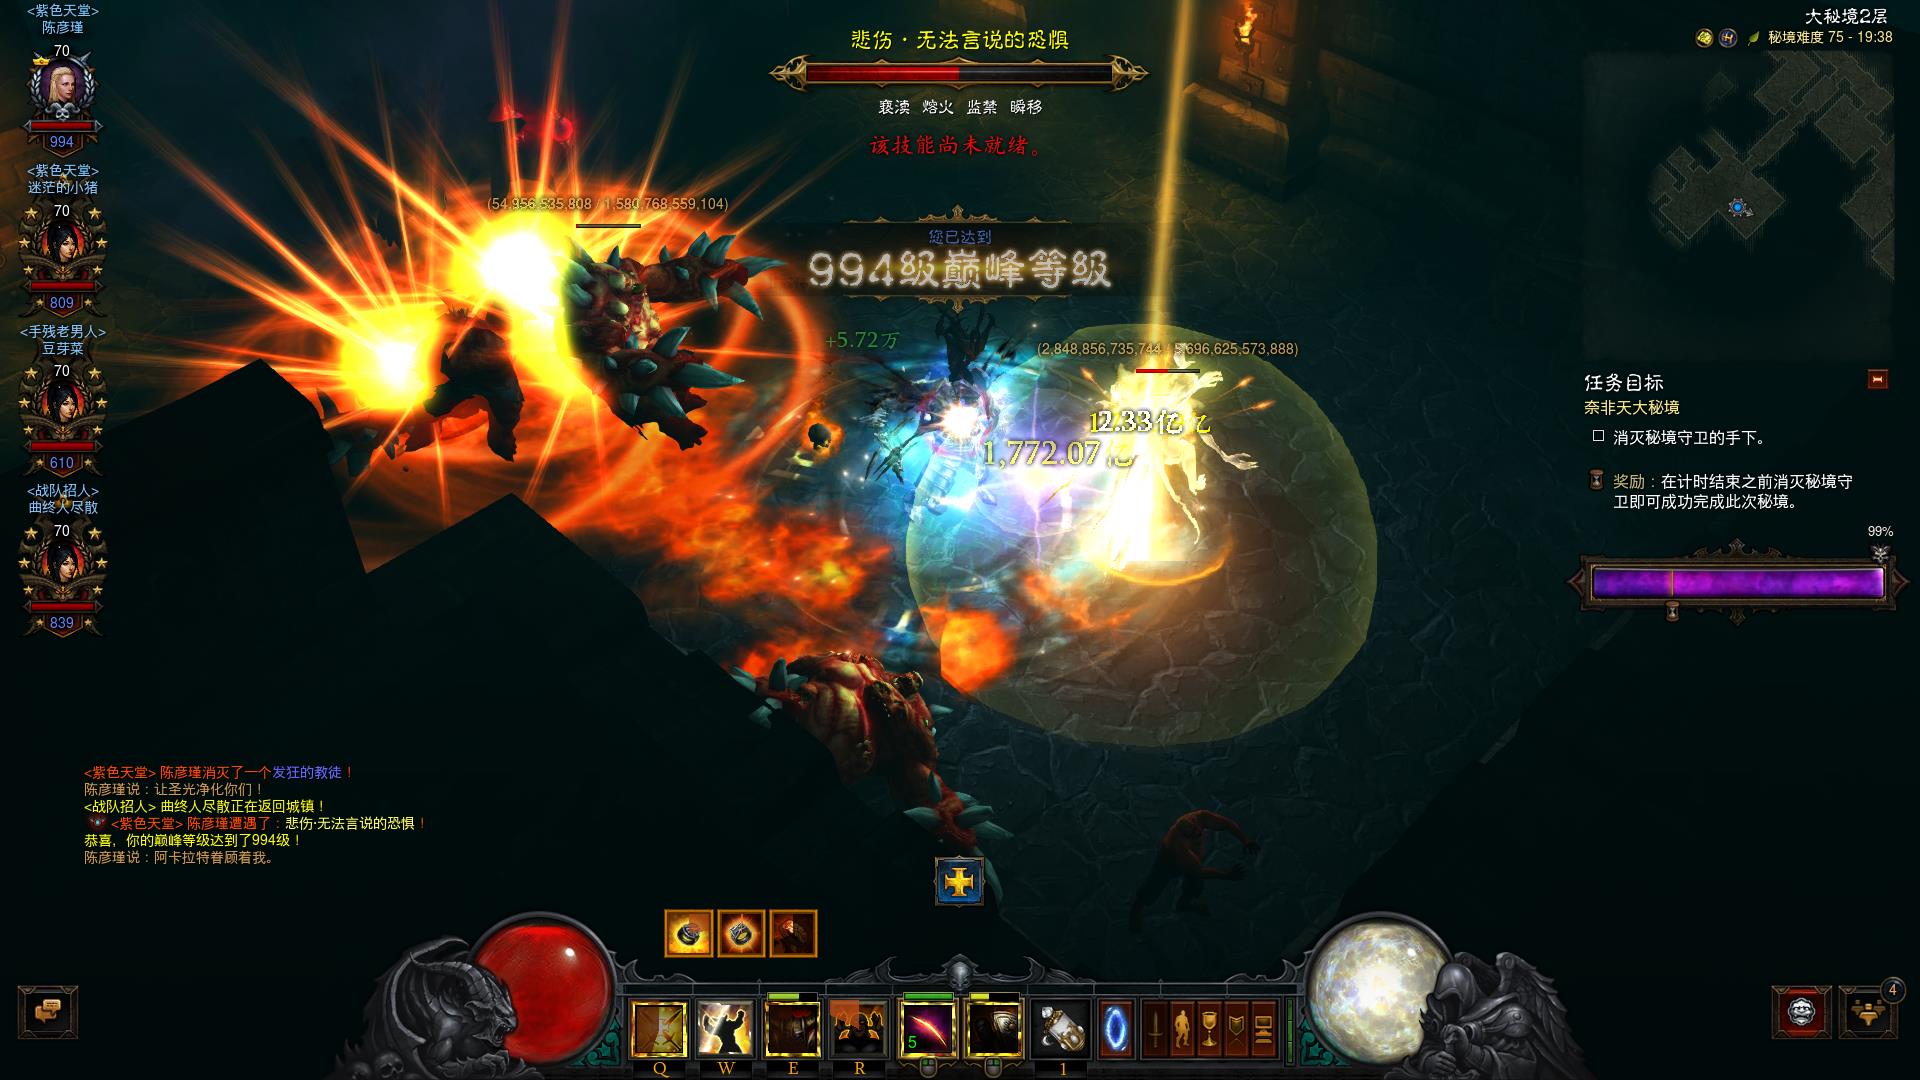 <紫色天堂>
陈彦瑾
70
994
<紫色天堂>
迷茫的小猪
70
809
<手残老男人>
豆芽菜
70
610
<战队招人>
曲终人尽散
70
839
悲伤·无法言说的恐惧
亵渎 熔火 监禁 瞬移
该技能尚未就绪。
(54,956,535,808 / 1,580,768,559,104)
您已达到
994级巅峰等级
+5.72万
1,772.07亿
2.33亿
大秘境2层
秘境难度 75 - 19:38
任务目标
奈非天大秘境
消灭秘境守卫的手下。
奖励：在计时结束之前消灭秘境守
卫即可成功完成此次秘境。
99%
<紫色天堂> 陈彦瑾消灭了一个发狂的教徒！
陈彦瑾说：让圣光净化你们！
<战队招人> 曲终人尽散正在返回城镇！
<紫色天堂> 陈彦瑾遭遇了：悲伤·无法言说的恐惧！
恭喜，你的巅峰等级达到了994级！
陈彦瑾说：阿卡拉特眷顾着我。
5
Q W E R 1
4